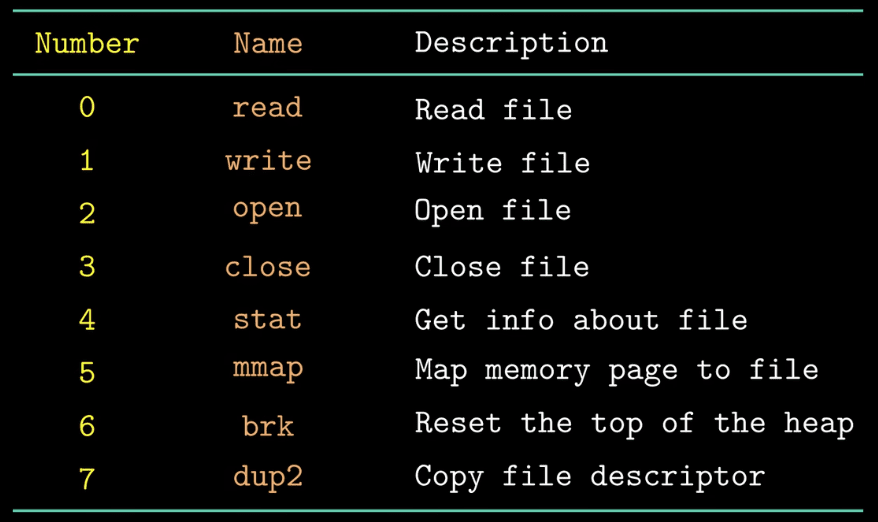 Number Name Description
0 read Read file
1 write Write file
2 open Open file
3 close Close file
4 stat Get info about file
5 mmap Map memory page to file
6 brk Reset the top of the heap
7 dup2 Copy file descriptor